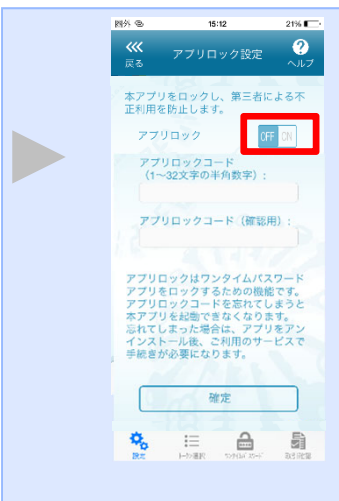 圏外 15:12 21%
戻る アプリロック設定 ? ヘルプ
本アプリをロックし、第三者による不
正利用を防止します。
アプリロック OFF ON
アプリロックコード
（1～32文字の半角数字）：
アプリロックコード（確認用）：
アプリロックはワンタイムパスワード
アプリをロックするための機能です。
アプリロックコードを忘れてしまうと
本アプリを起動できなくなります。
忘れてしまった場合は、アプリをアン
インストール後、ご利用のサービスで
手続きが必要になります。
確定
設定 トークン選択 ワンタイムパスワード